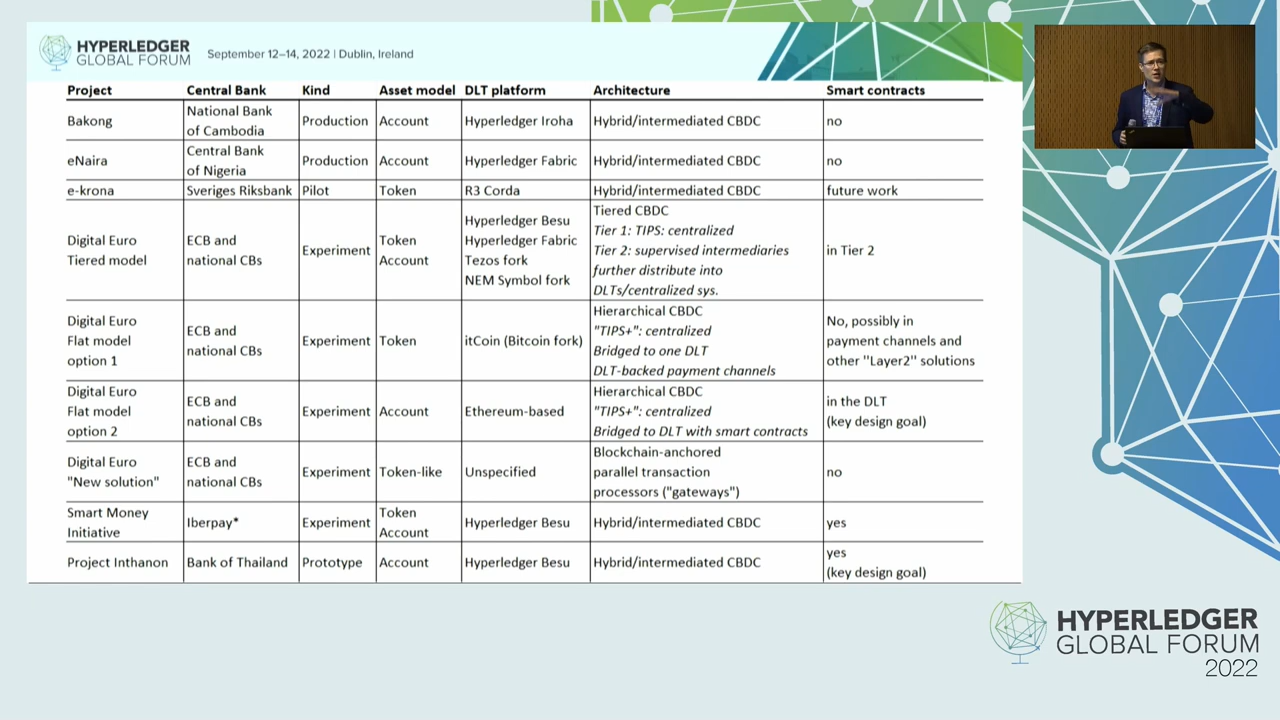 HYPERLEDGER
GLOBAL FORUM
September 12–14, 2022 | Dublin, Ireland
Project Central Bank Kind Asset model DLT platform Architecture Smart contracts
Bakong National Bank of Cambodia Production Account Hyperledger Iroha Hybrid/intermediated CBDC no
eNaira Central Bank of Nigeria Production Account Hyperledger Fabric Hybrid/intermediated CBDC no
e-krona Sveriges Riksbank Pilot Token R3 Corda Hybrid/intermediated CBDC future work
Digital Euro
Tiered model
ECB and
national CBs
Experiment
Token
Account
Hyperledger Besu
Hyperledger Fabric
Tezos fork
NEM Symbol fork
Tiered CBDC
Tier 1: TIPS: centralized
Tier 2: supervised intermediaries
further distribute into
DLTs/centralized sys.
in Tier 2
Digital Euro
Flat model
option 1
ECB and
national CBs
Experiment
Token
itCoin (Bitcoin fork)
Hierarchical CBDC
"TIPS+": centralized
Bridged to one DLT
DLT-backed payment channels
No, possibly in
payment channels and
other "Layer2" solutions
Digital Euro
Flat model
option 2
ECB and
national CBs
Experiment
Account
Ethereum-based
Hierarchical CBDC
"TIPS+": centralized
Bridged to DLT with smart contracts
in the DLT
(key design goal)
Digital Euro
"New solution"
ECB and
national CBs
Experiment
Token-like
Unspecified
Blockchain-anchored
parallel transaction
processors ("gateways")
no
Smart Money
Initiative
Iberpay*
Experiment
Token
Account
Hyperledger Besu
Hybrid/intermediated CBDC
yes
Project Inthanon
Bank of Thailand
Prototype
Account
Hyperledger Besu
Hybrid/intermediated CBDC
yes
(key design goal)
HYPERLEDGER
GLOBAL FORUM
2022